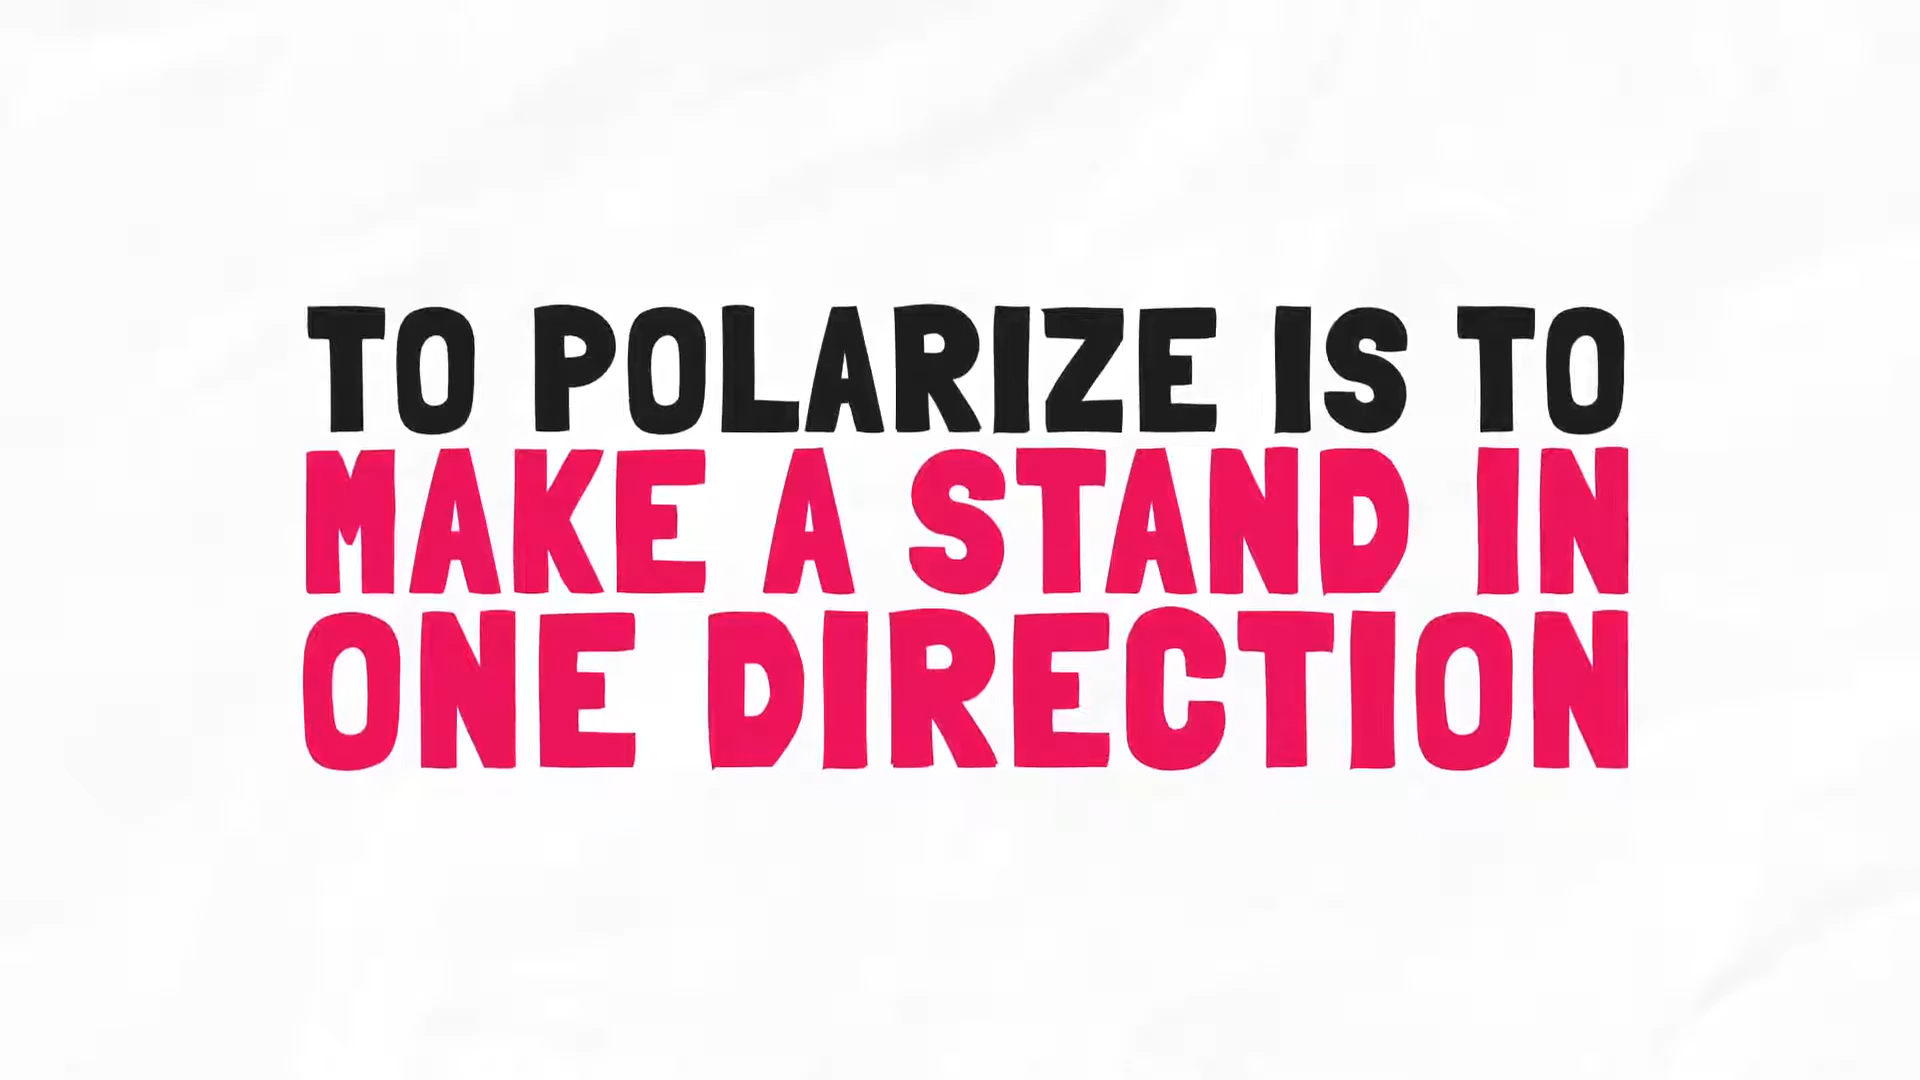 TO POLARIZE IS TO
MAKE A STAND IN
ONE DIRECTION